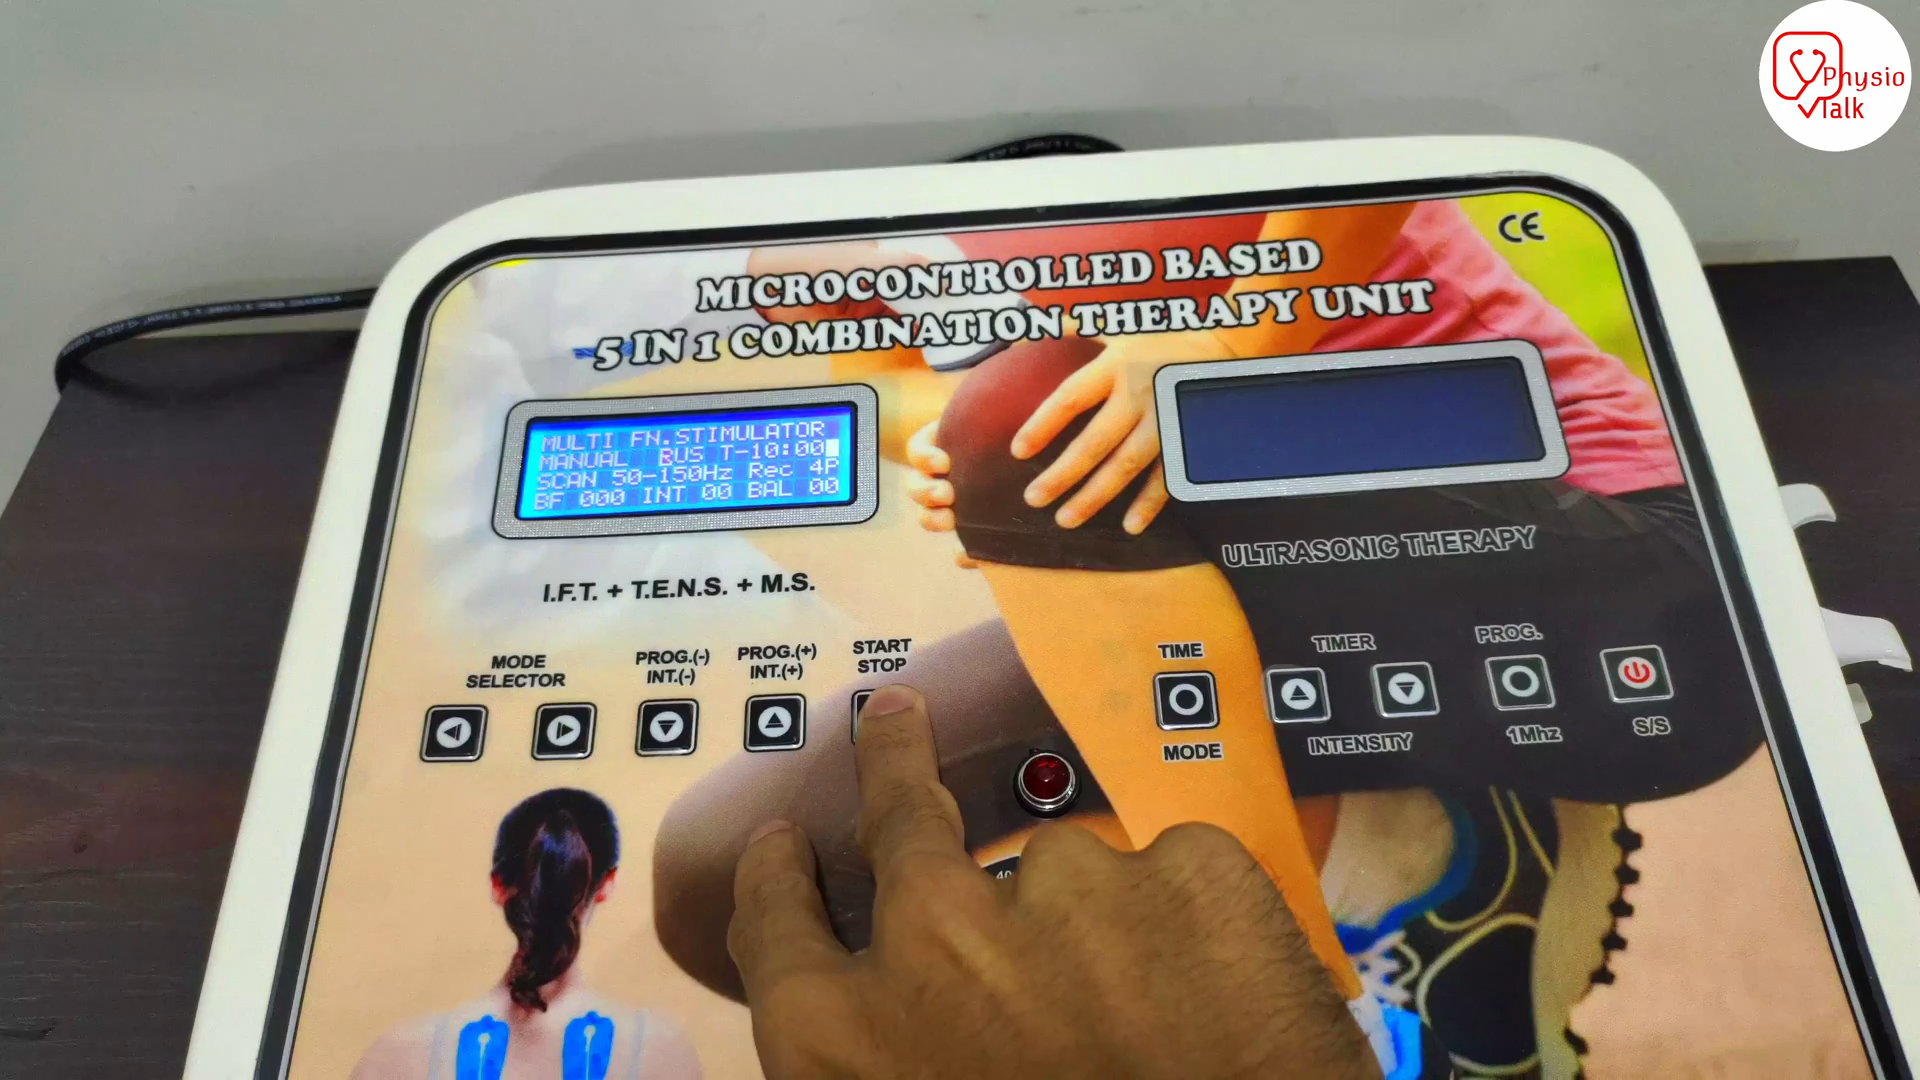 Physio
Talk
CE
MICROCONTROLLED BASED
5 IN 1 COMBINATION THERAPY UNIT
MULTI FN.STIMULATOR
MANUAL RUS T-10:00
SCAN 50-150Hz Rec 4P
BF 000 INT 00 BAL 00
I.F.T. + T.E.N.S. + M.S.
ULTRASONIC THERAPY
MODE
SELECTOR
PROG.(-)
INT.(-)
PROG.(+)
INT.(+)
START
STOP
TIME
MODE
TIMER
INTENSITY
PROG.
1Mhz
S/S